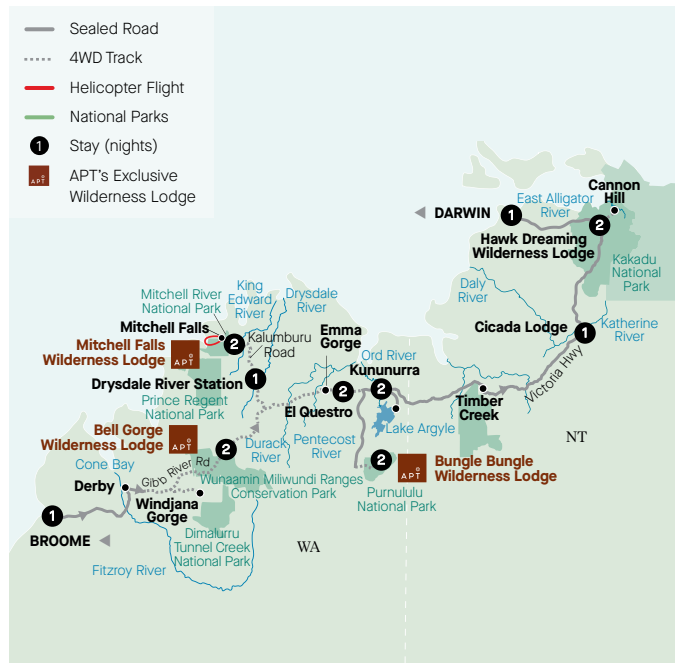 Sealed Road
4WD Track
Helicopter Flight
National Parks
1
Stay (nights)
APT
APT's Exclusive
Wilderness Lodge
Cannon
Hill
East Alligator
River
DARWIN
1
2
Hawk Dreaming
Wilderness Lodge
Kakadu
National
Park
Daly
River
Cicada Lodge
1
Katherine
River
Victoria Hwy
King
Edward
River
Drysdale
River
Mitchell River
National Park
Mitchell Falls
2
Mitchell Falls
Wilderness Lodge
APT
Kalumburu
Road
Emma
Gorge
Ord River
Kununurra
Drysdale River Station
1
2
2
El Questro
Prince Regent
National Park
Timber
Creek
Lake Argyle
NT
Bell Gorge
Wilderness Lodge
APT
2
Durack
River
Pentecost
River
2
APT
Bungle Bungle
Wilderness Lodge
Purnululu
National Park
Cone Bay
Gibb River Rd
Wunaamin Miliwundi Ranges
Conservation Park
Derby
Windjana
Gorge
1
BROOME
Dimalurru
Tunnel Creek
National Park
WA
Fitzroy River